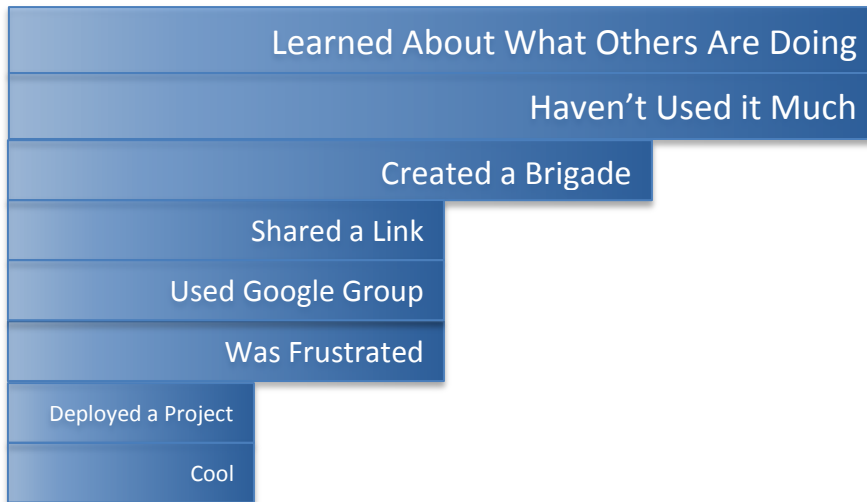 Learned About What Others Are Doing
Haven’t Used it Much
Created a Brigade
Shared a Link
Used Google Group
Was Frustrated
Deployed a Project
Cool